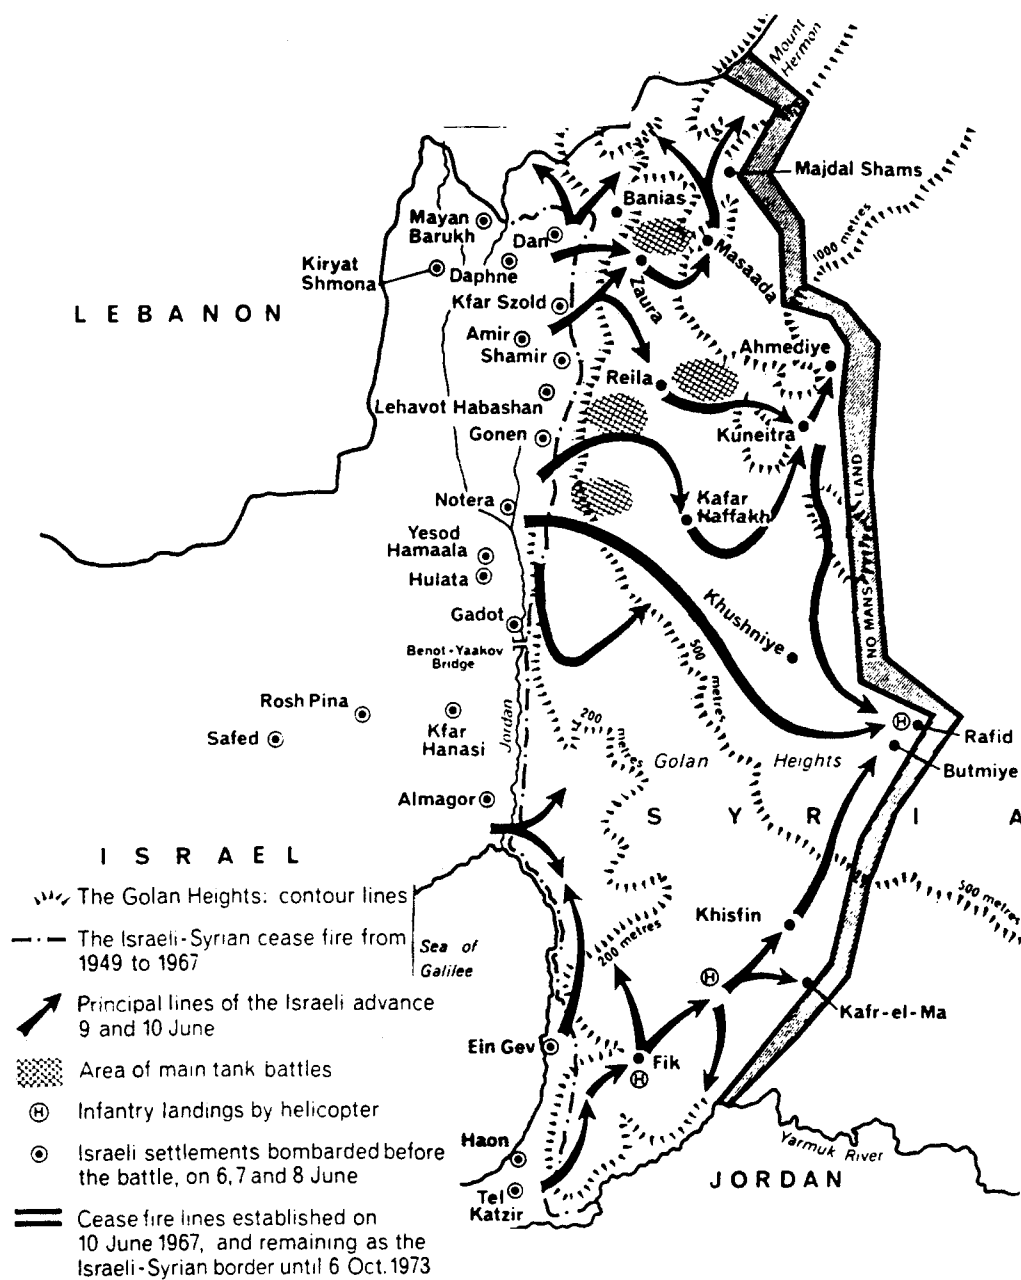 Mount
Hermon
Majdal Shams
1000 metres
Banias
Mayan
Barukh
Dan
Masaada
Kiryat
Shmona
Daphne
Zaura
LEBANON
Kfar Szold
Amir
Shamir
Ahmediye
Reila
Lehavot Habashan
Gonen
Kuneitra
NO MANS LAND
Notera
Kafar
Naffakh
Yesod
Hamaala
Hulata
Khushniye
Gadot
500 metres
Benot-Yaakov
Bridge
Rosh Pina
Jordan
200 metres
Safed
Kfar
Hanasi
H
Rafid
Golan Heights
Butmiye
Almagor
SYRIA
ISRAEL
500 metres
The Golan Heights: contour lines
Khisfin
The Israeli-Syrian cease fire from
1949 to 1967
Sea of
Galilee
200 metres
H
Principal lines of the Israeli advance
9 and 10 June
Kafr-el-Ma
Ein Gev
Fik
H
Area of main tank battles
H
Infantry landings by helicopter
Israeli settlements bombarded before
the battle, on 6,7 and 8 June
Haon
Yarmuk River
JORDAN
Tel
Katzir
Cease fire lines established on
10 June 1967, and remaining as the
Israeli-Syrian border until 6 Oct. 1973